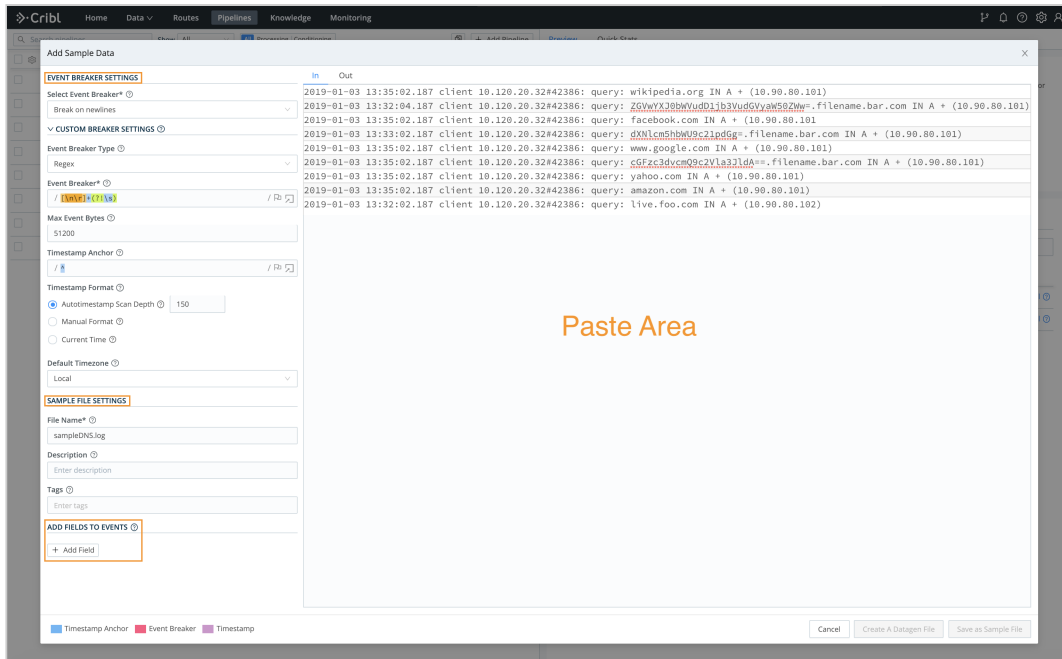 Cribl
Home Data Routes Pipelines Knowledge Monitoring
Search pipelines Show All Processing Conditioning + Add Pipeline Preview Quick Stats
Add Sample Data
EVENT BREAKER SETTINGS
Select Event Breaker*
Break on newlines
CUSTOM BREAKER SETTINGS
Event Breaker Type
Regex
Event Breaker*
/ [\n\r]+(?!\s) /
Max Event Bytes
51200
Timestamp Anchor
/ ^ /
Timestamp Format
Autotimestamp Scan Depth 150
Manual Format
Current Time
Default Timezone
Local
SAMPLE FILE SETTINGS
File Name*
sampleDNS.log
Description
Enter description
Tags
Enter tags
ADD FIELDS TO EVENTS
+ Add Field
In Out
2019-01-03 13:35:02.187 client 10.120.20.32#42386: query: wikipedia.org IN A + (10.90.80.101)
2019-01-03 13:32:04.187 client 10.120.20.32#42386: query: ZGVwYXJ0bWVudD1jb3VudGVyaW50ZWw=.filename.bar.com IN A + (10.90.80.101)
2019-01-03 13:35:02.187 client 10.120.20.32#42386: query: facebook.com IN A + (10.90.80.101
2019-01-03 13:33:03.187 client 10.120.20.32#42386: query: dXNlcm5hbWU9c21pdGg=.filename.bar.com IN A + (10.90.80.101)
2019-01-03 13:35:02.187 client 10.120.20.32#42386: query: www.google.com IN A + (10.90.80.101)
2019-01-03 13:35:02.187 client 10.120.20.32#42386: query: cGFzc3dvcmQ9c2Vla3JldA==.filename.bar.com IN A + (10.90.80.101)
2019-01-03 13:35:02.187 client 10.120.20.32#42386: query: yahoo.com IN A + (10.90.80.101)
2019-01-03 13:35:02.187 client 10.120.20.32#42386: query: amazon.com IN A + (10.90.80.101)
2019-01-03 13:32:02.187 client 10.120.20.32#42386: query: live.foo.com IN A + (10.90.80.102)
Paste Area
Timestamp Anchor Event Breaker Timestamp
Cancel Create A Datagen File Save as Sample File